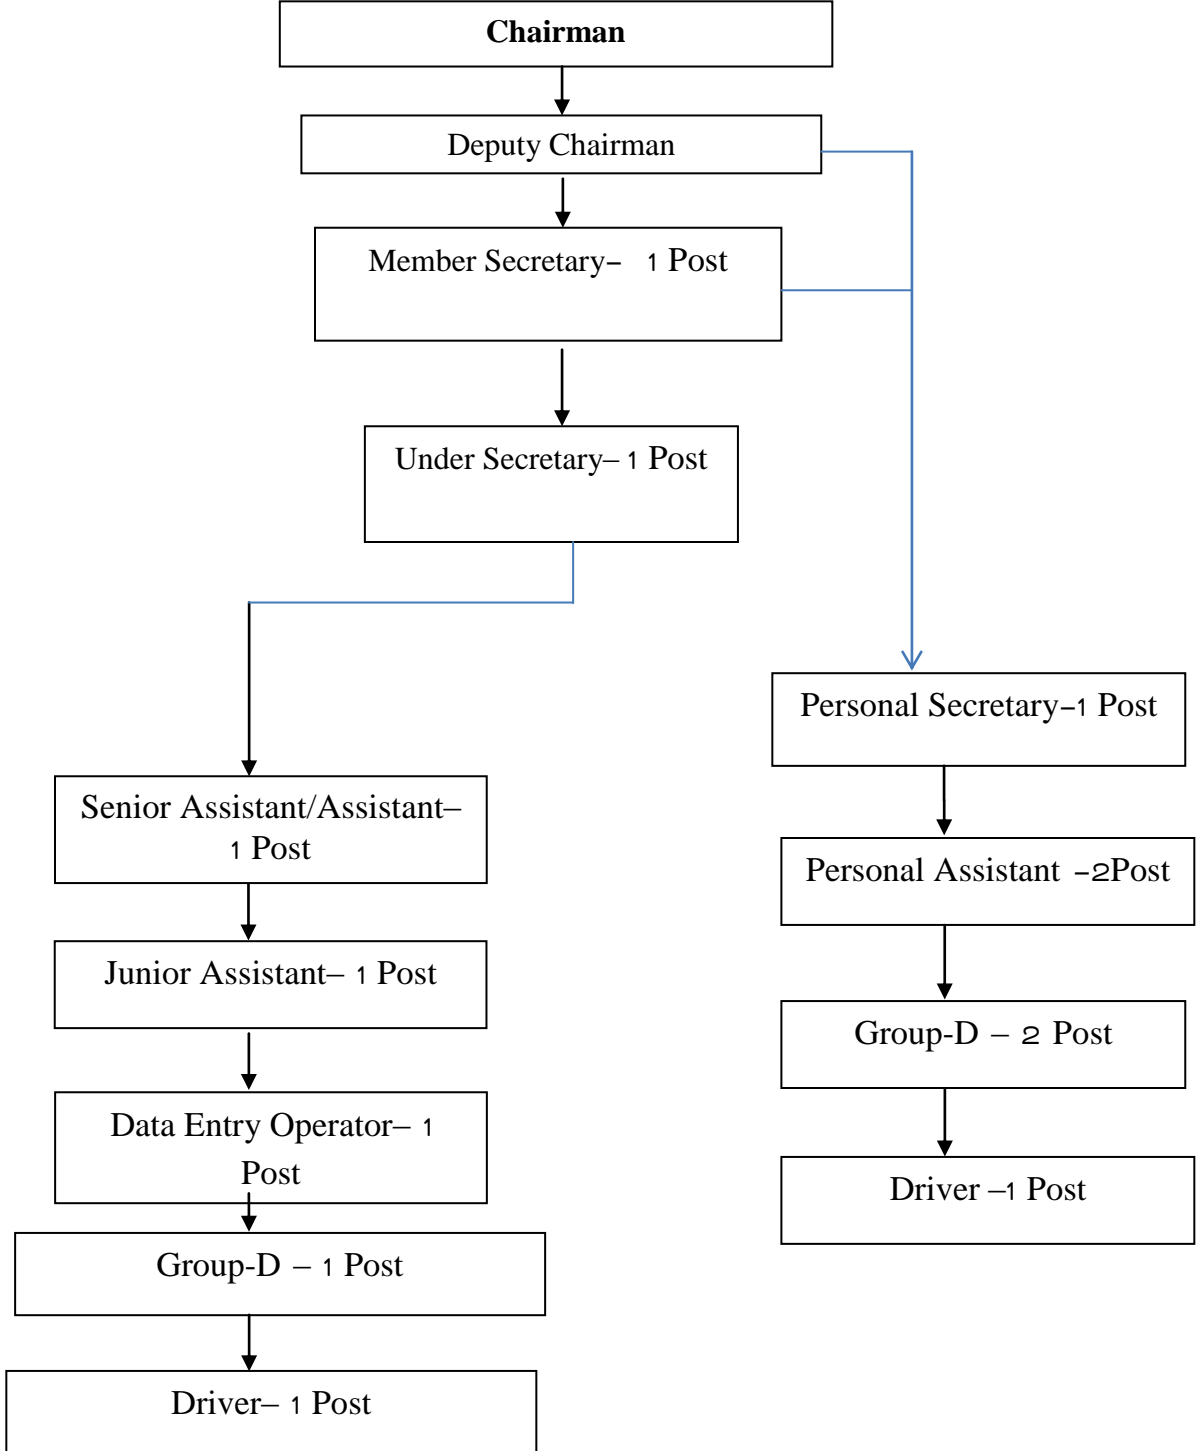 Chairman
Deputy Chairman
Member Secretary– 1 Post
Under Secretary– 1 Post
Personal Secretary–1 Post
Senior Assistant/Assistant–
1 Post
Personal Assistant –2Post
Junior Assistant– 1 Post
Group-D – 2 Post
Data Entry Operator– 1
Post
Driver –1 Post
Group-D – 1 Post
Driver– 1 Post